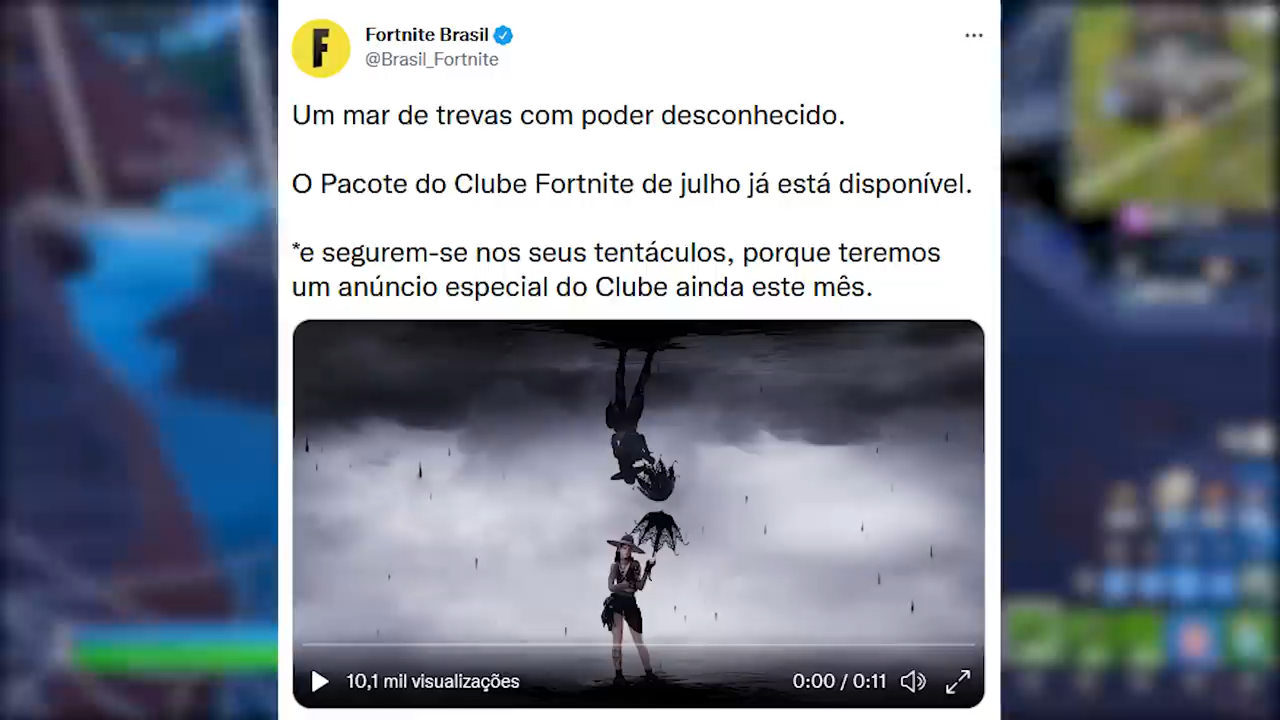 Fortnite Brasil
@Brasil_Fortnite
Um mar de trevas com poder desconhecido.
O Pacote do Clube Fortnite de julho já está disponível.
*e segurem-se nos seus tentáculos, porque teremos
um anúncio especial do Clube ainda este mês.
10,1 mil visualizações
0:00 / 0:11